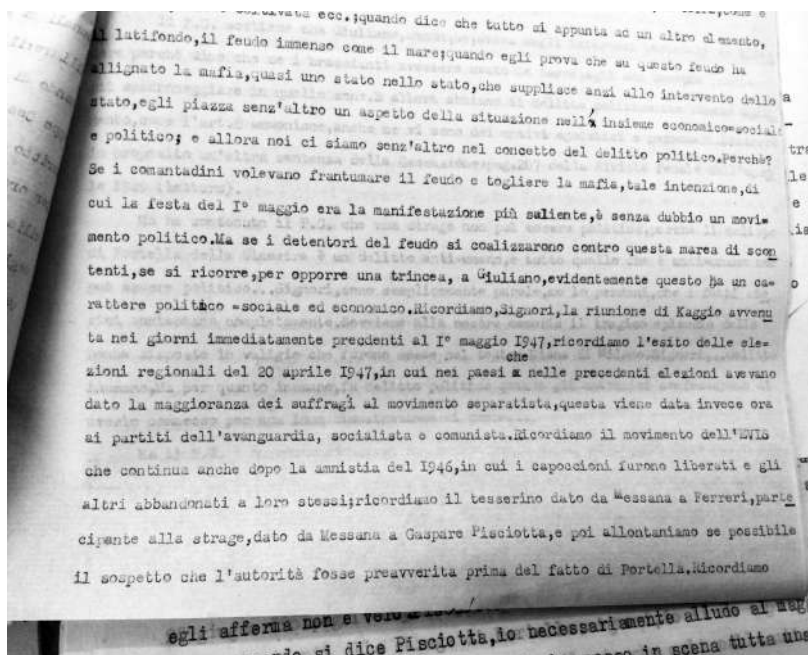 ecc.;quando dice che tutto si appunta ad un altro elemento,
il latifondo,il feudo immenso come il mare;quando egli prova che su questo feudo ha
allignato la mafia,quasi uno stato nello stato,che supplisce anzi allo intervento dello
stato,egli piazza senz'altro un aspetto della situazione nell'insieme economico=sociale
e politico; e allora noi ci siamo senz'altro nel concetto del delitto politico.Perchè?
Se i comantadini volevano frantumare il feudo e togliere la mafia,tale intenzione,di
cui la festa del I° maggio era la manifestazione più saliente,è senza dubbio un movi=
mento politico.Ma se i detentori del feudo si coalizzarono contro questa marea di scon
tenti,se si ricorre,per opporre una trincea, a Giuliano,evidentemente questo ha un ca=
rattere politico =sociale ed economico.Ricordiamo,Signori,la riunione di Kaggio avvenu
ta nei giorni immediatamente precdenti al I° maggio 1947,ricordiamo l'esito delle ele=
che
zioni regionali del 20 aprile 1947,in cui nei paesi nelle precedenti elezioni avevano
dato la maggioranza dei suffragi al movimento separatista,questa viene data invece ora
ai partiti dell'avanguardia, socialista e comunista.Ricordiamo il movimento dell'EVIS
che continua anche dopo la amnistia del 1946,in cui i capoccioni furono liberati e gli
altri abbandonati a loro stessi;ricordiamo il tesserino dato da Messana a Ferreri,parte
cipante alla strage,dato da Messana a Gaspare Pisciotta,e poi allontaniamo se possibile
il sospetto che l'autorità fosse preavverita prima del fatto di Portella.Ricordiamo
egli afferma non è
si dice Pisciotta,io necessariamente alludo al
in scena tutta una